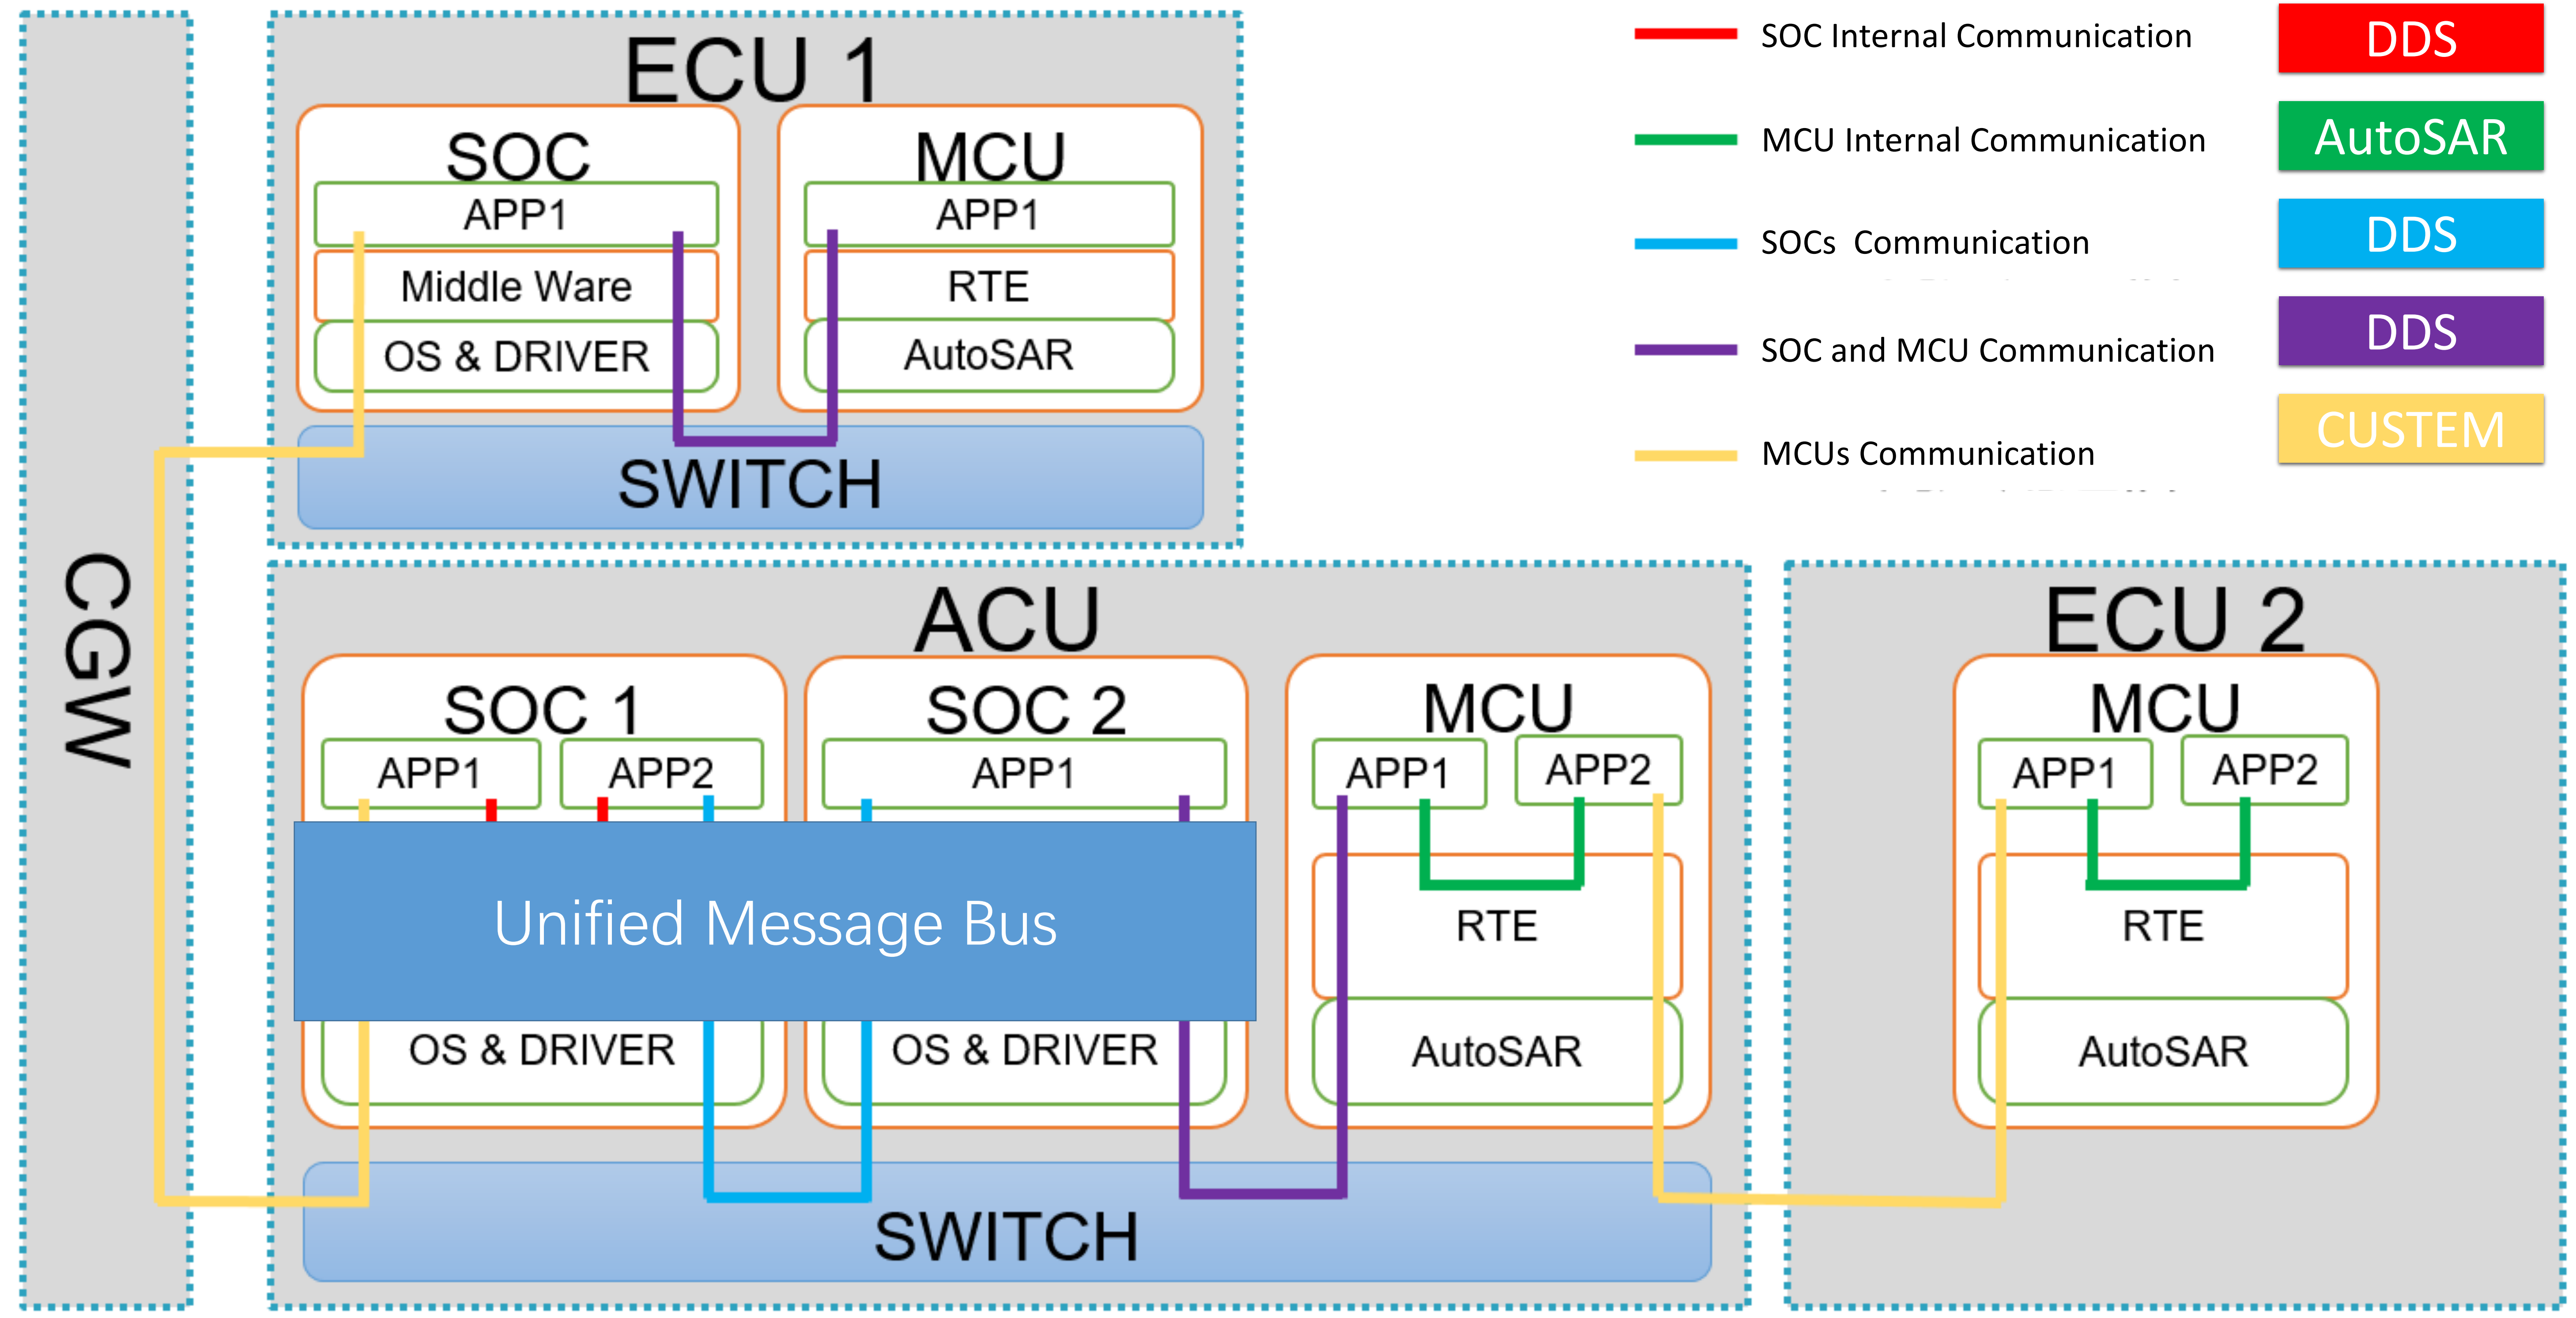 ECU 1
SOC
APP1
Middle Ware
OS & DRIVER
MCU
APP1
RTE
AutoSAR
SWITCH
SOC Internal Communication
DDS
MCU Internal Communication
AutoSAR
SOCs  Communication
DDS
SOC and MCU Communication
DDS
MCUs Communication
CUSTEM
CGW
ACU
SOC 1
APP1
APP2
SOC 2
APP1
Unified Message Bus
OS & DRIVER
OS & DRIVER
MCU
APP1
APP2
RTE
AutoSAR
SWITCH
ECU 2
MCU
APP1
APP2
RTE
AutoSAR